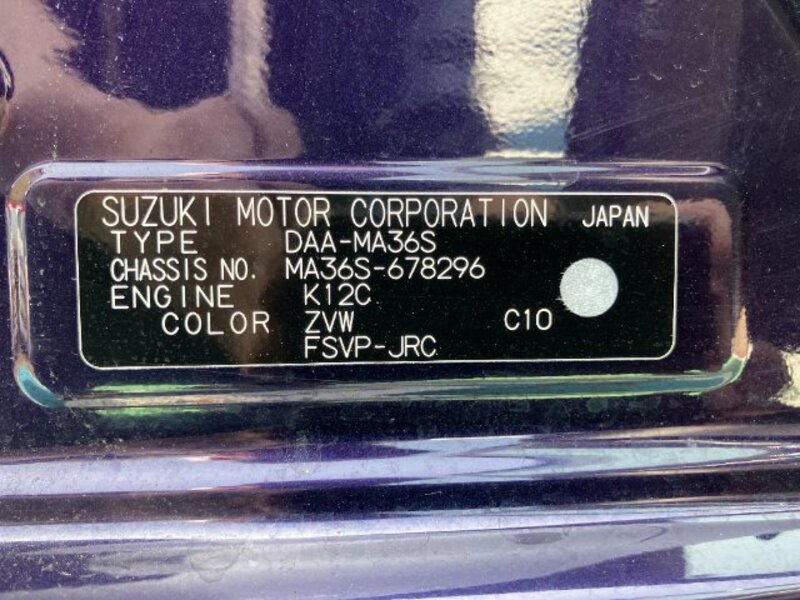 SUZUKI MOTOR CORPORATION JAPAN
TYPE DAA-MA36S
CHASSIS NO. MA36S-678296
ENGINE K12C
COLOR ZVW C10
FSVP-JRC